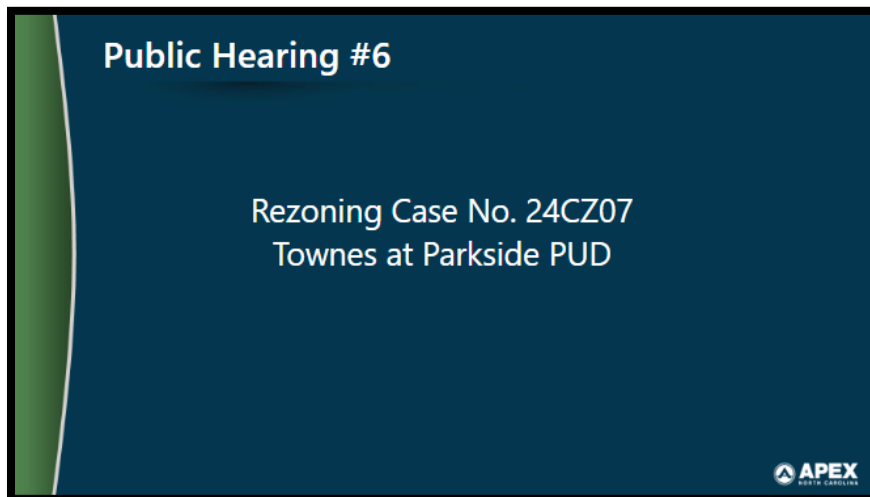 Public Hearing #6
Rezoning Case No. 24CZ07
Townes at Parkside PUD
APEX
NORTH CAROLINA